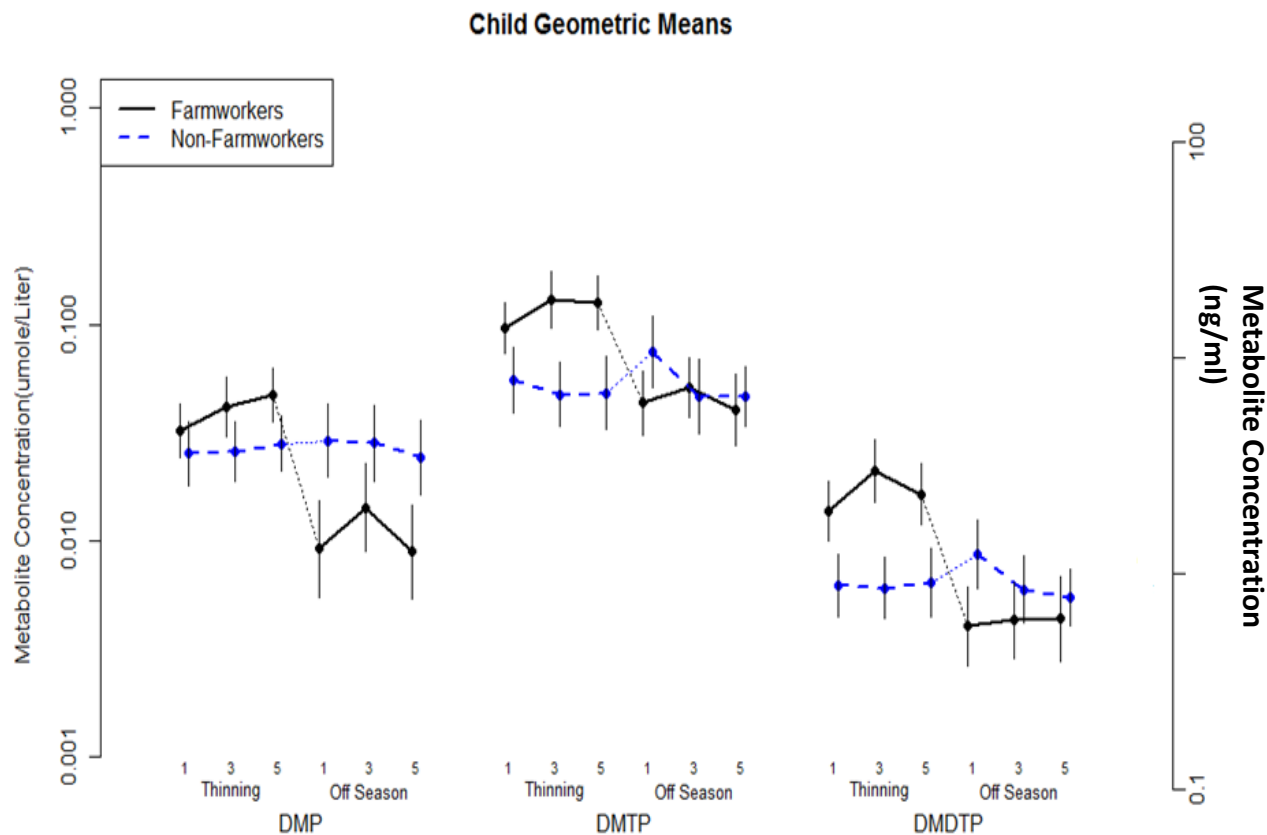 Child Geometric Means
Farmworkers
Non-Farmworkers
Metabolite Concentration(umole/Liter)
1.000
0.100
0.010
0.001
100
0.1
Metabolite Concentration
(ng/ml)
1 3 5 1 3 5 1 3 5 1 3 5 1 3 5 1 3 5
Thinning Off Season Thinning Off Season Thinning Off Season
DMP DMTP DMDTP